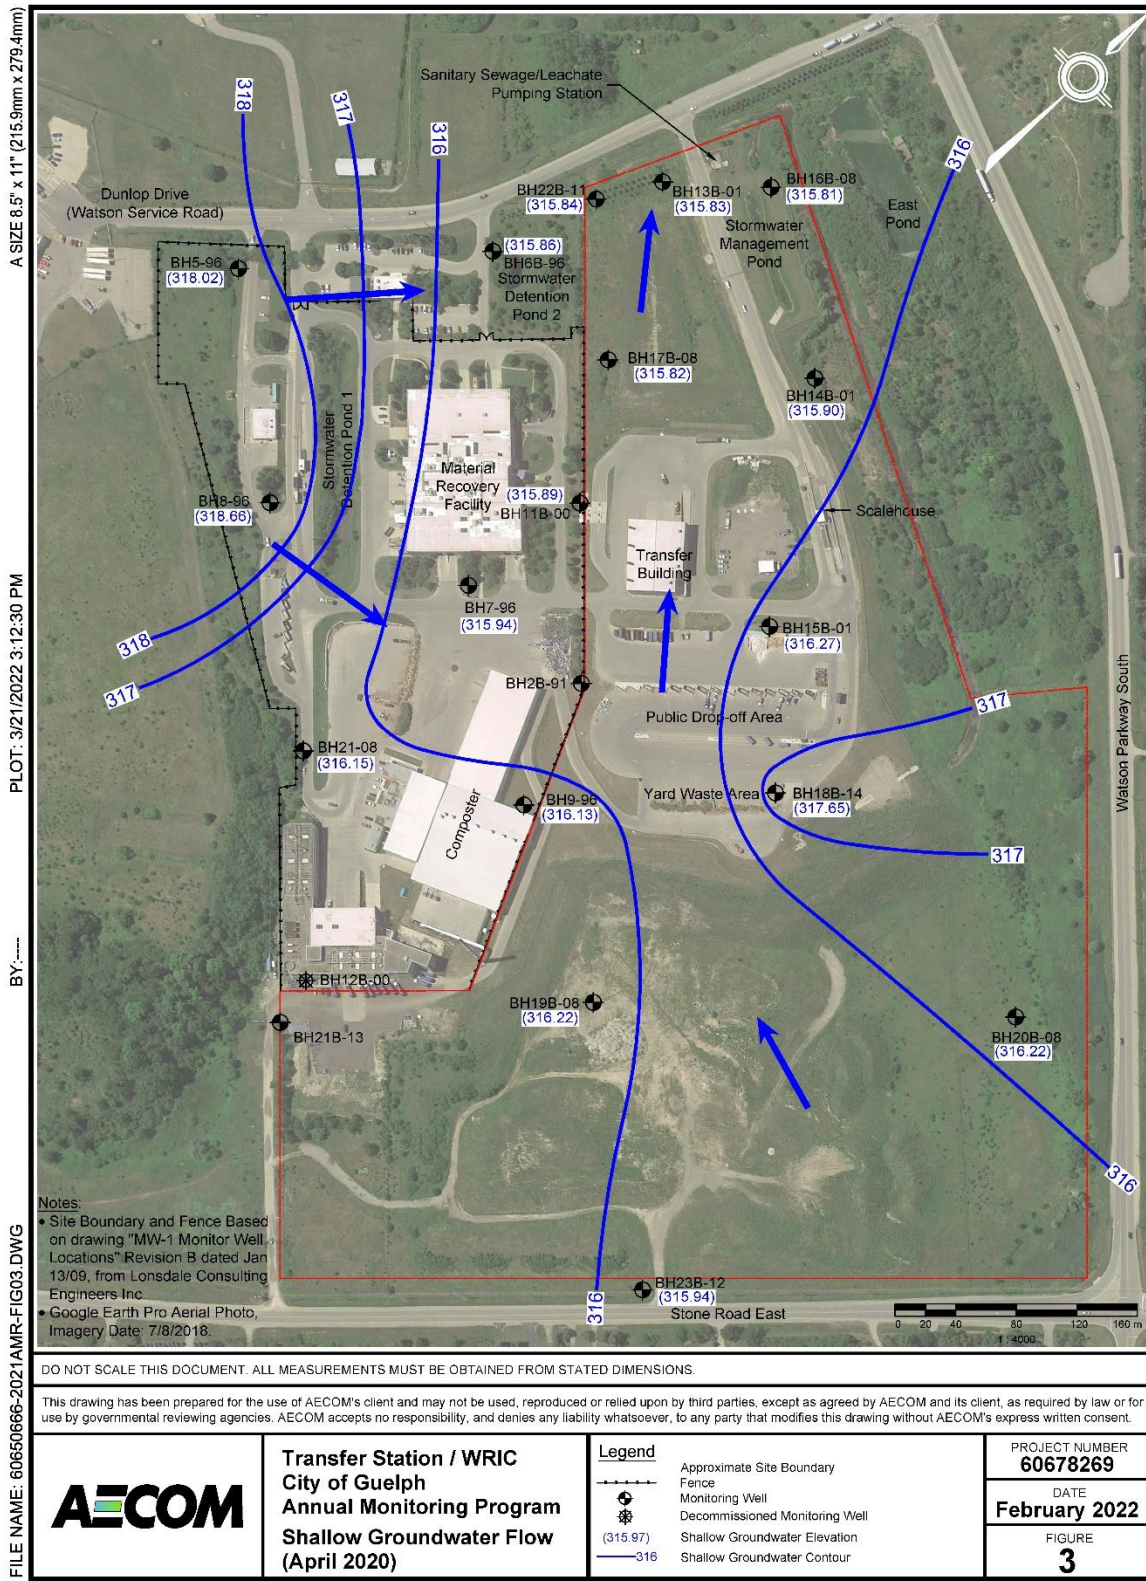 A SIZE 8.5" x 11" (215.9mm x 279.4mm)
PLOT: 3/21/2022 3:12:30 PM
BY:----
FILE NAME: 60650666-2021AMR-FIG03.DWG
318
317
316
Sanitary Sewage/Leachate
Pumping Station
316
Dunlop Drive
(Watson Service Road)
BH22B-11
(315.84)
BH13B-01
(315.83)
BH16B-08
(315.81)
East
Pond
Stormwater
Management
Pond
BH5-96
(318.02)
(315.86)
BH6B-96
Stormwater
Detention
Pond 2
BH17B-08
(315.82)
BH14B-01
(315.90)
Stormwater
Detention Pond 1
Material
Recovery
Facility
BH8-96
(318.66)
(315.89)
BH11B-00
Scalehouse
Transfer
Building
BH7-96
(315.94)
BH15B-01
(316.27)
318
317
BH2B-91
Public Drop-off Area
317
BH21-08
(316.15)
Yard Waste Area
BH18B-14
(317.65)
BH9-96
(316.13)
Composter
317
Watson Parkway South
BH12B-00
BH19B-08
(316.22)
BH21B-13
BH20B-08
(316.22)
316
Notes:
• Site Boundary and Fence Based
on drawing "MW-1 Monitor Well
Locations" Revision B dated Jan
13/09, from Lonsdale Consulting
Engineers Inc.
• Google Earth Pro Aerial Photo,
Imagery Date: 7/8/2018.
316
BH23B-12
(315.94)
Stone Road East
0 20 40 80 120 160 m
1 : 4000
DO NOT SCALE THIS DOCUMENT. ALL MEASUREMENTS MUST BE OBTAINED FROM STATED DIMENSIONS.
This drawing has been prepared for the use of AECOM's client and may not be used, reproduced or relied upon by third parties, except as agreed by AECOM and its client, as required by law or for
use by governmental reviewing agencies. AECOM accepts no responsibility, and denies any liability whatsoever, to any party that modifies this drawing without AECOM's express written consent.
AECOM
Transfer Station / WRIC
City of Guelph
Annual Monitoring Program
Shallow Groundwater Flow
(April 2020)
Legend
Approximate Site Boundary
Fence
Monitoring Well
Decommissioned Monitoring Well
(315.97) Shallow Groundwater Elevation
316 Shallow Groundwater Contour
PROJECT NUMBER
60678269
DATE
February 2022
FIGURE
3